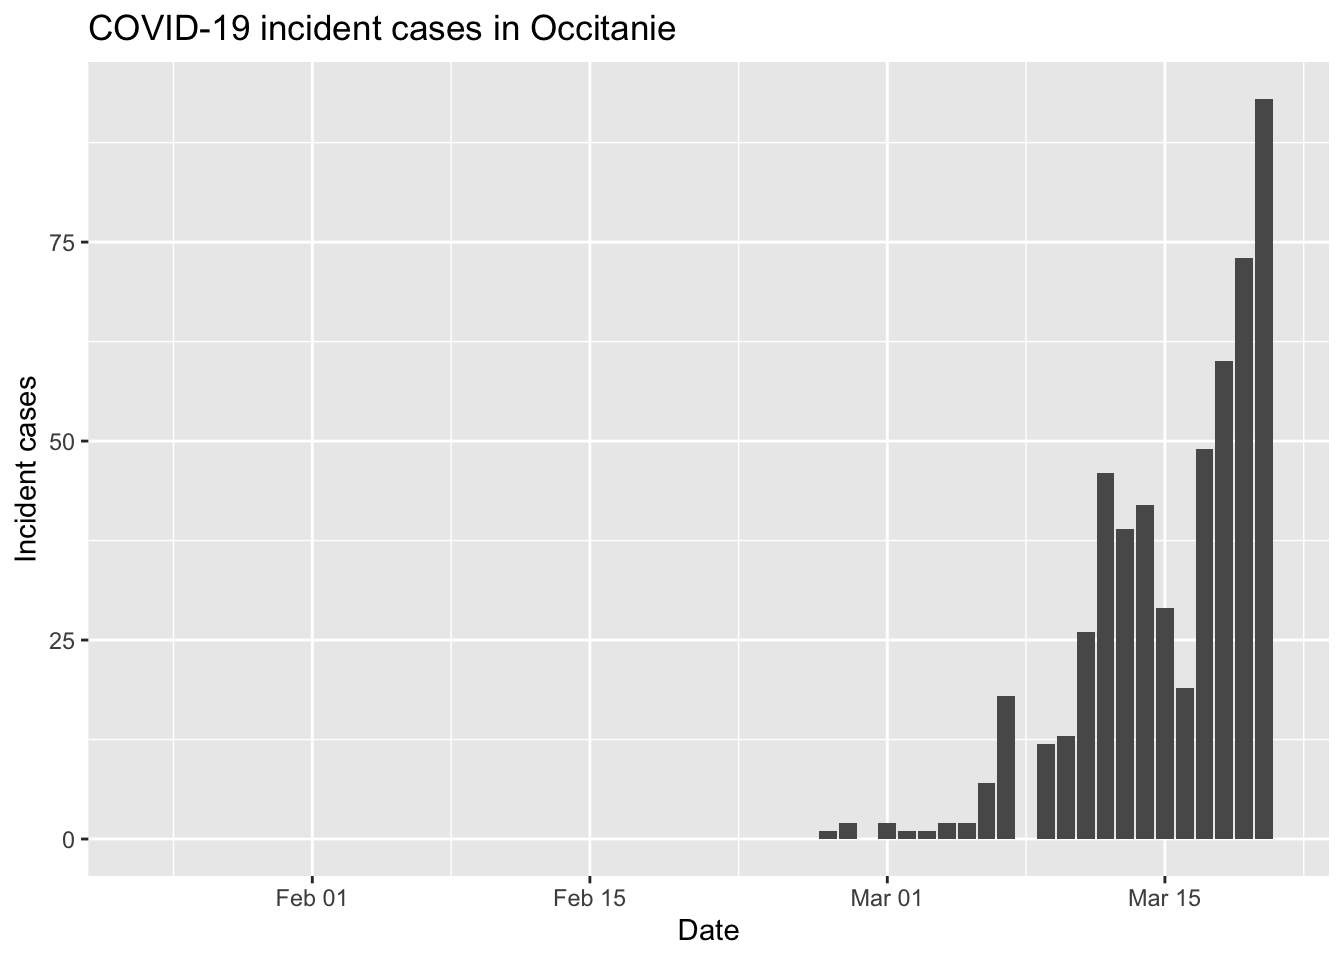 COVID-19 incident cases in Occitanie
75
50
25
0
Incident cases
Feb 01 Feb 15 Mar 01 Mar 15
Date